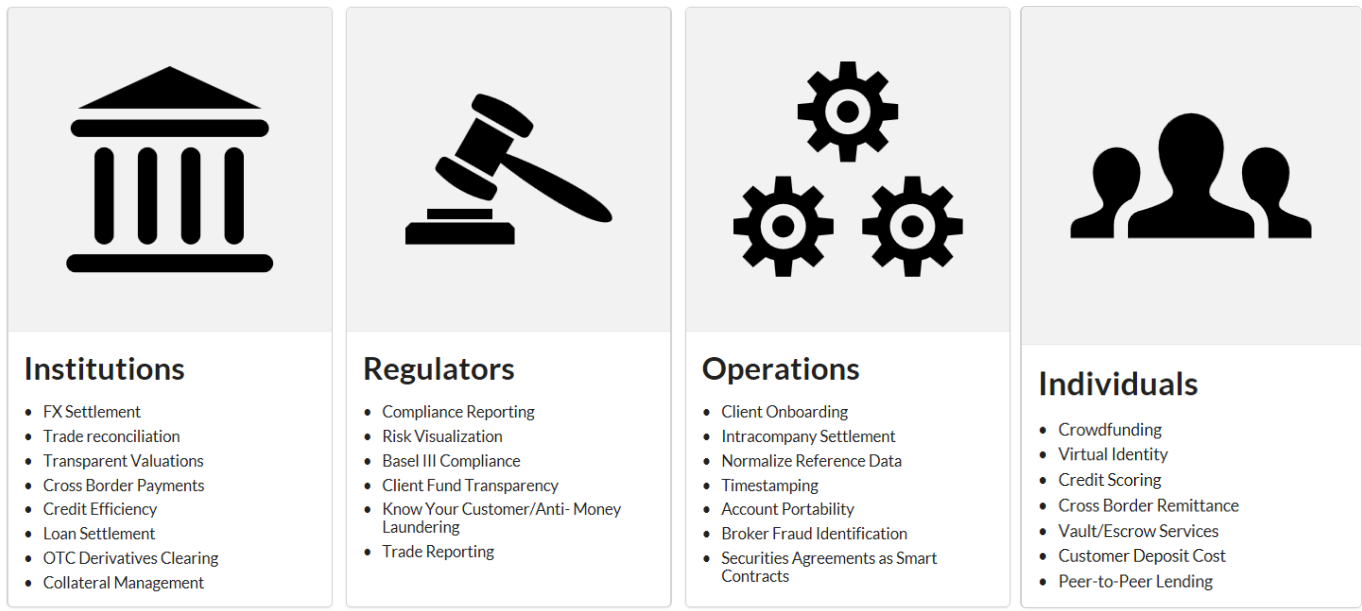 Institutions
• FX Settlement
• Trade reconciliation
• Transparent Valuations
• Cross Border Payments
• Credit Efficiency
• Loan Settlement
• OTC Derivatives Clearing
• Collateral Management
Regulators
• Compliance Reporting
• Risk Visualization
• Basel III Compliance
• Client Fund Transparency
• Know Your Customer/Anti- Money
Laundering
• Trade Reporting
Operations
• Client Onboarding
• Intracompany Settlement
• Normalize Reference Data
• Timestamping
• Account Portability
• Broker Fraud Identification
• Securities Agreements as Smart
Contracts
Individuals
• Crowdfunding
• Virtual Identity
• Credit Scoring
• Cross Border Remittance
• Vault/Escrow Services
• Customer Deposit Cost
• Peer-to-Peer Lending